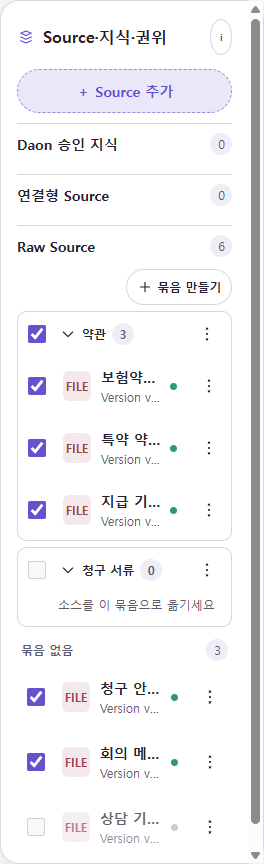 Source·지식·권위
i
+ Source 추가
Daon 승인 지식 0
연결형 Source 0
Raw Source 6
+ 묶음 만들기
약관 3
FILE 보험약...
Version v...
FILE 특약 약...
Version v...
FILE 지급 기...
Version v...
청구 서류 0
소스를 이 묶음으로 옮기세요
묶음 없음 3
FILE 청구 안...
Version v...
FILE 회의 메...
Version v...
FILE 상담 기...
Version v...